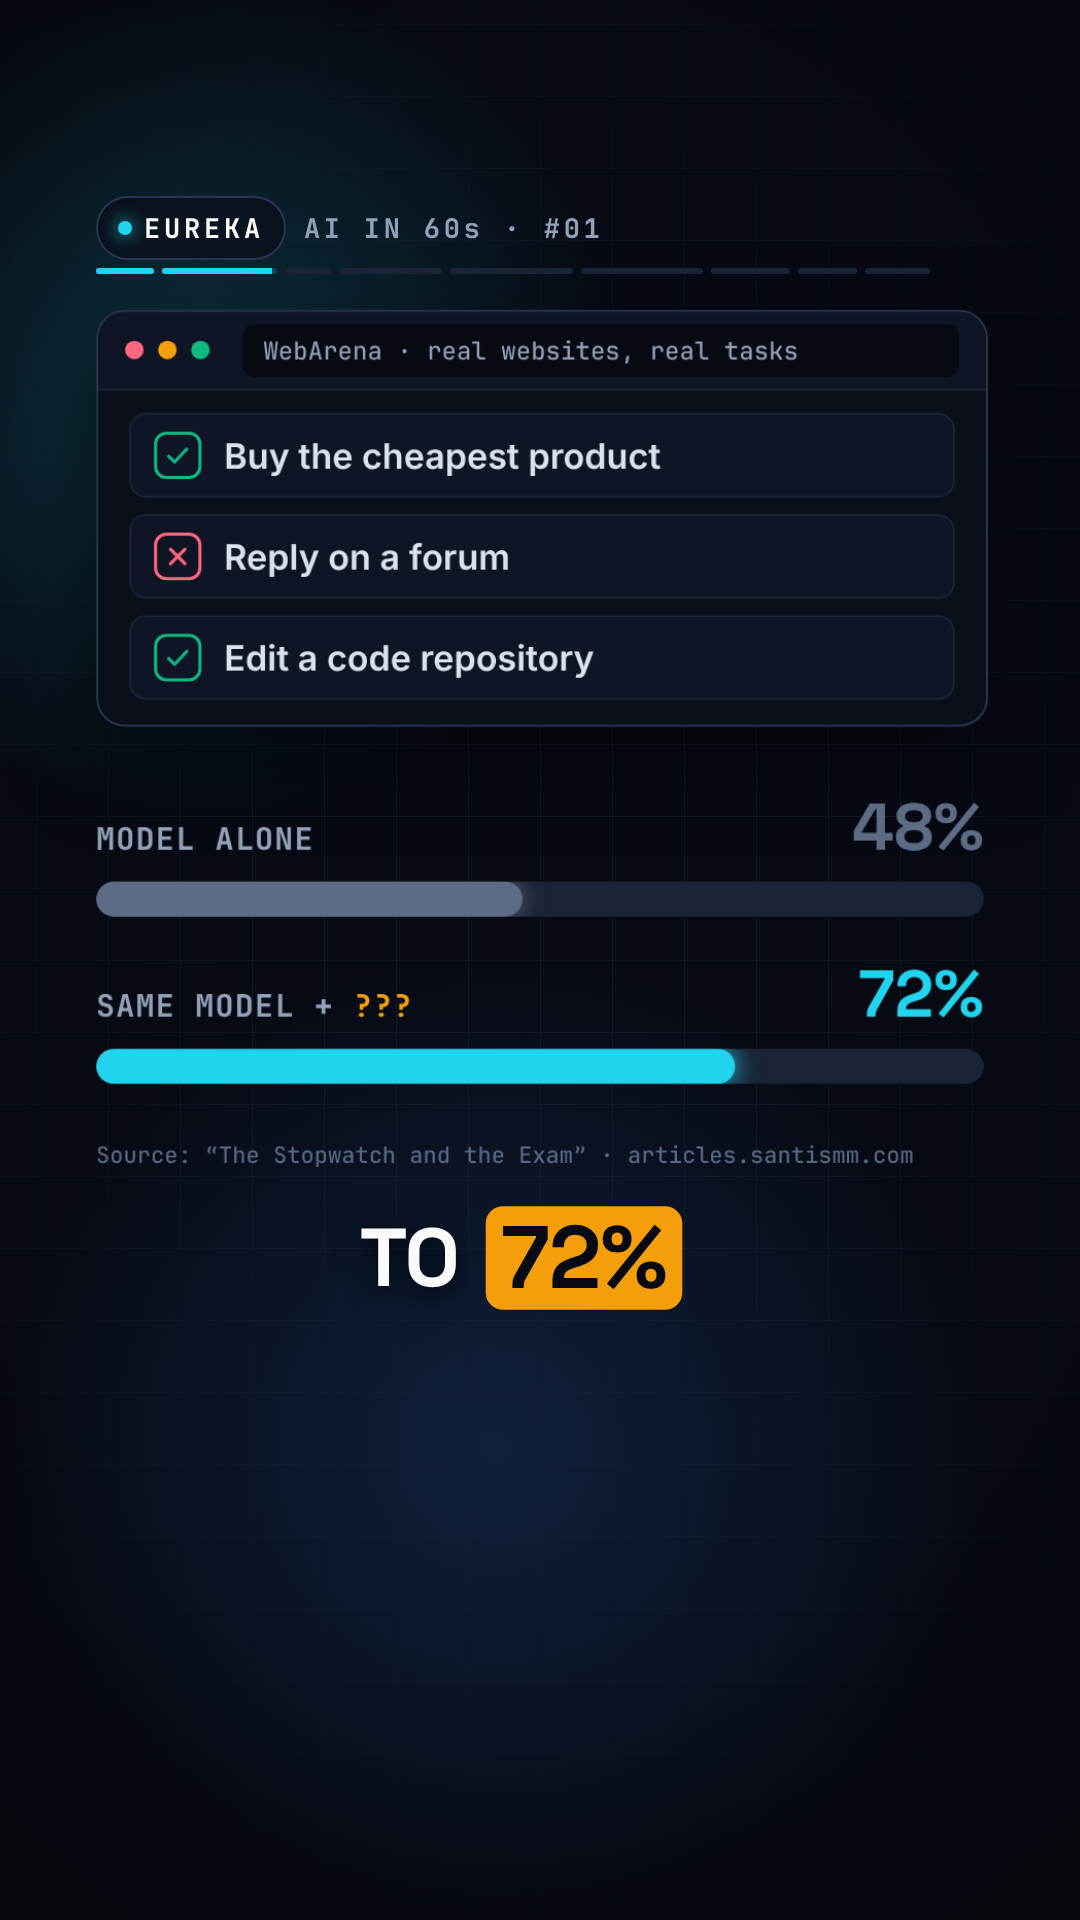 EUREKA AI IN 60s · #01
WebArena · real websites, real tasks
Buy the cheapest product
Reply on a forum
Edit a code repository
MODEL ALONE 48%
SAME MODEL + ??? 72%
Source: “The Stopwatch and the Exam” · articles.santismm.com
TO 72%